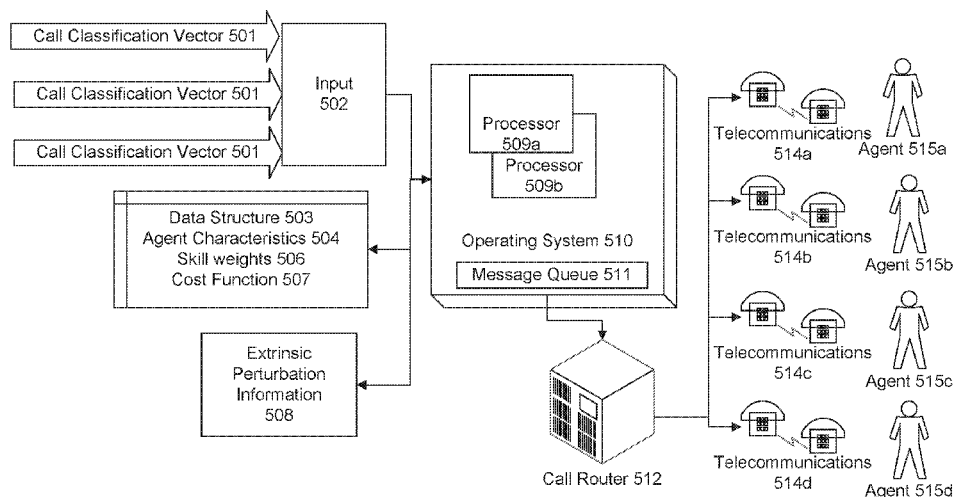 Call Classification Vector 501
Call Classification Vector 501
Call Classification Vector 501
Input
502
Data Structure 503
Agent Characteristics 504
Skill weights 506
Cost Function 507
Extrinsic
Perturbation
Information
508
Processor
509a
Processor
509b
Operating System 510
Message Queue 511
Call Router 512
Telecommunications
514a
Agent 515a
Telecommunications
514b
Agent 515b
Telecommunications
514c
Agent 515c
Telecommunications
514d
Agent 515d